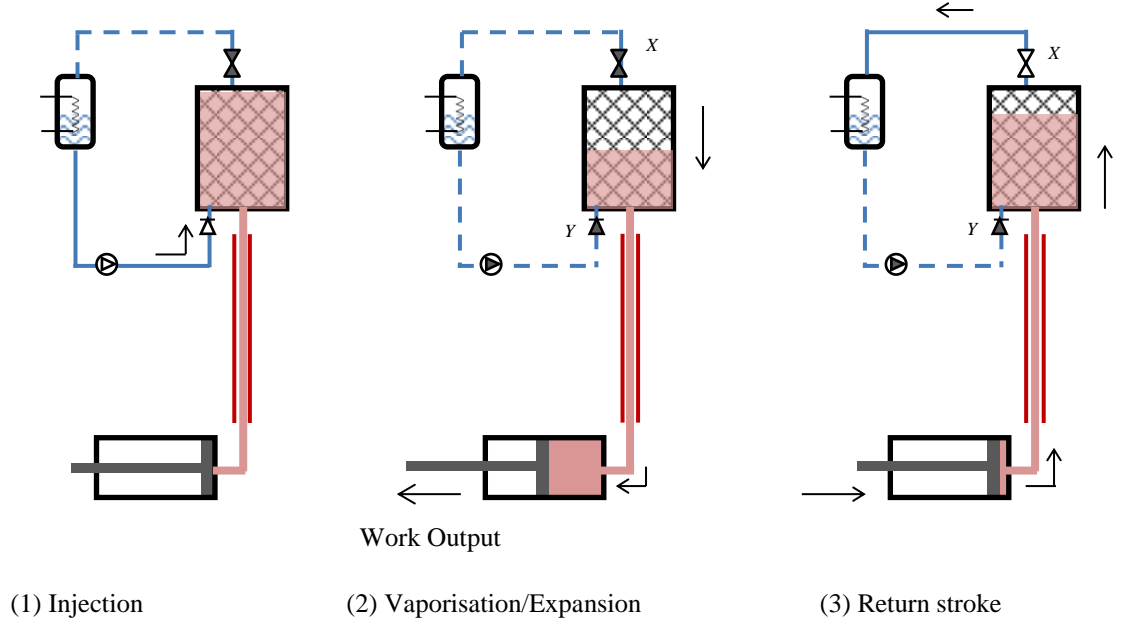 X
X
Y
Y
Work Output
(1) Injection
(2) Vaporisation/Expansion
(3) Return stroke